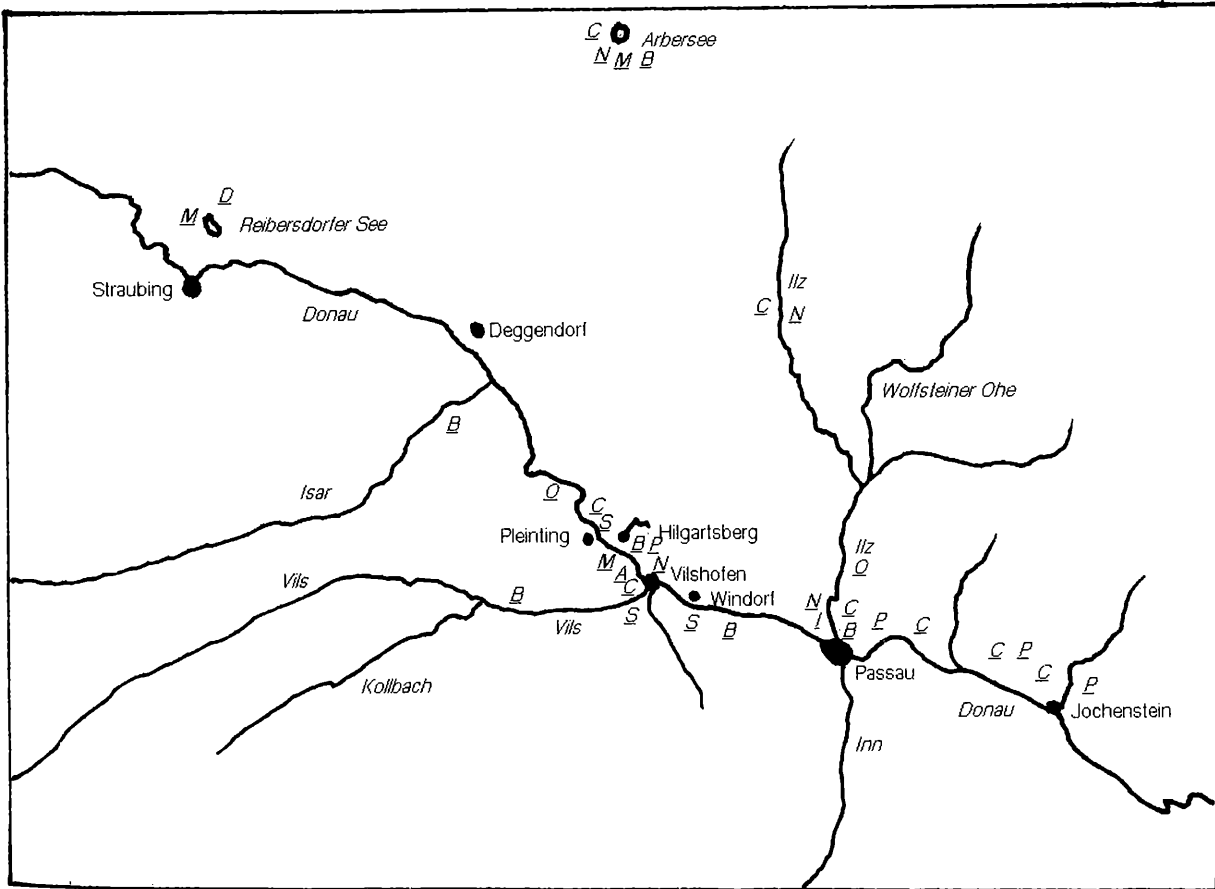 C Arbersee
N M B
D
M Reibersdorfer See
Straubing
Donau
Deggendorf
Ilz
C N
Wolfsteiner Ohe
B
Isar
O
C
S
Pleinting
Hilgartsberg
B P
M
A N
C Vilshofen
S
Vils
B
Vils
Windorf
S B
Kollbach
Ilz
O
N C
I B P C
Passau
C P
C
P
Donau Jochenstein
Inn